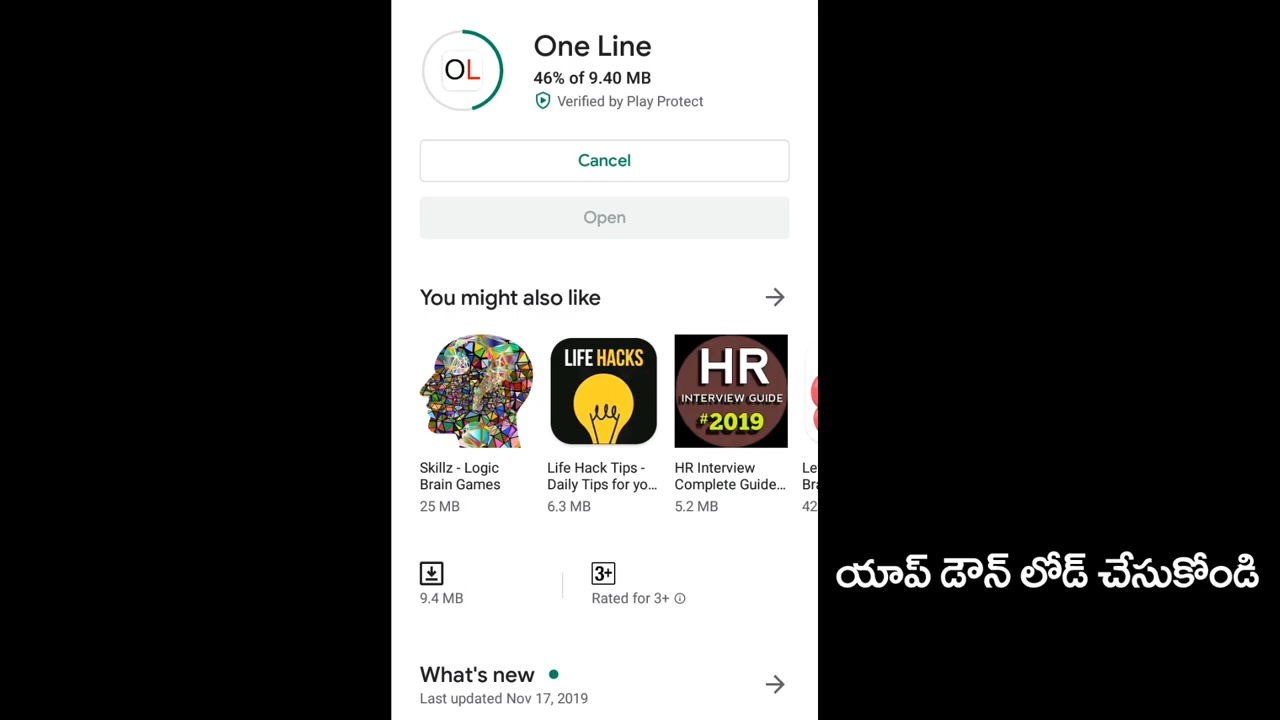 OL
One Line
46% of 9.40 MB
Verified by Play Protect
Cancel
Open
You might also like
LIFE HACKS
HR
INTERVIEW GUIDE
#2019
Skillz - Logic
Brain Games
25 MB
Life Hack Tips -
Daily Tips for yo...
6.3 MB
HR Interview
Complete Guide...
5.2 MB
Le
Bra
42
3+
9.4 MB
Rated for 3+
యాప్ డౌన్ లోడ్ చేసుకోండి
What's new
Last updated Nov 17, 2019